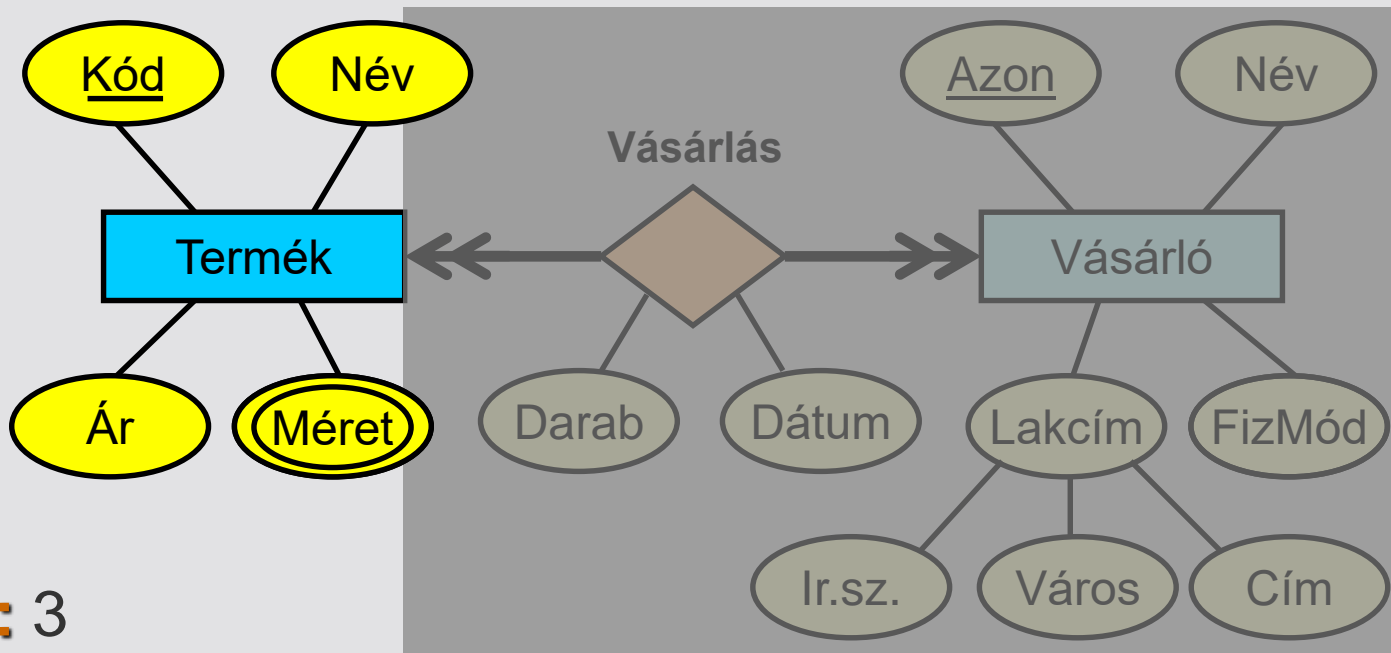 Kód Név Azon Név
Vásárlás
Termék Vásárló
Ár Méret Darab Dátum Lakcím FizMód
Ir.sz. Város Cím
: 3